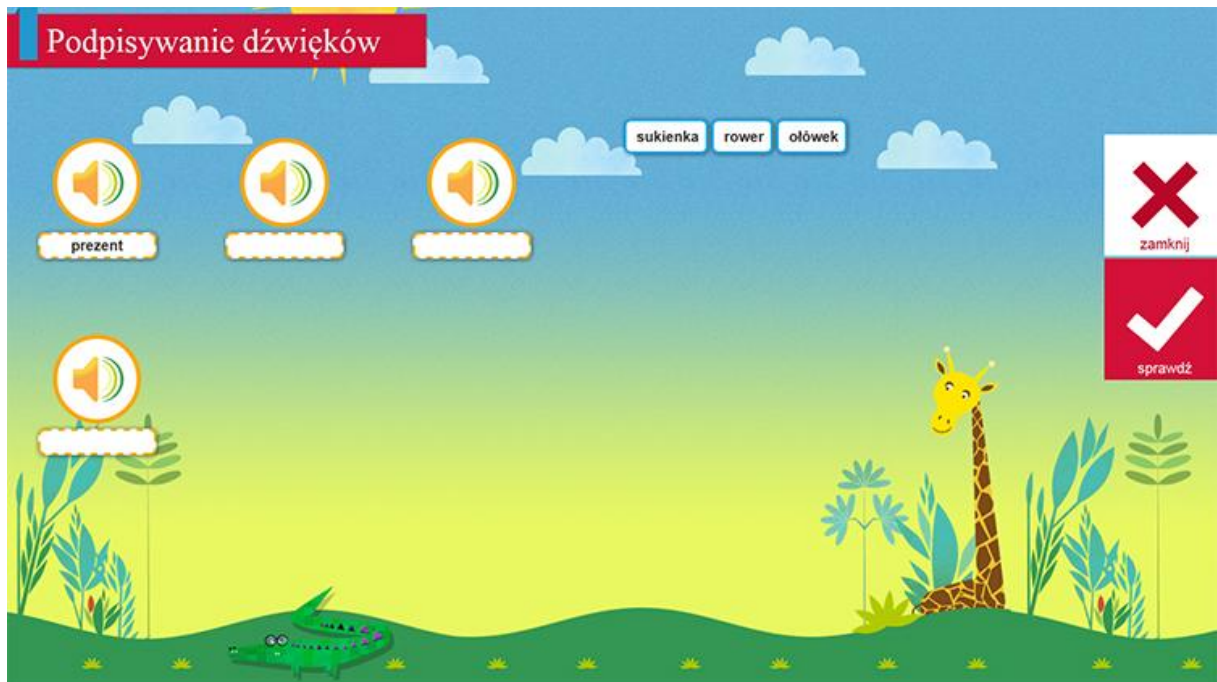 Podpisywanie dźwięków
sukienka rower ołówek
prezent
zamknij
sprawdź